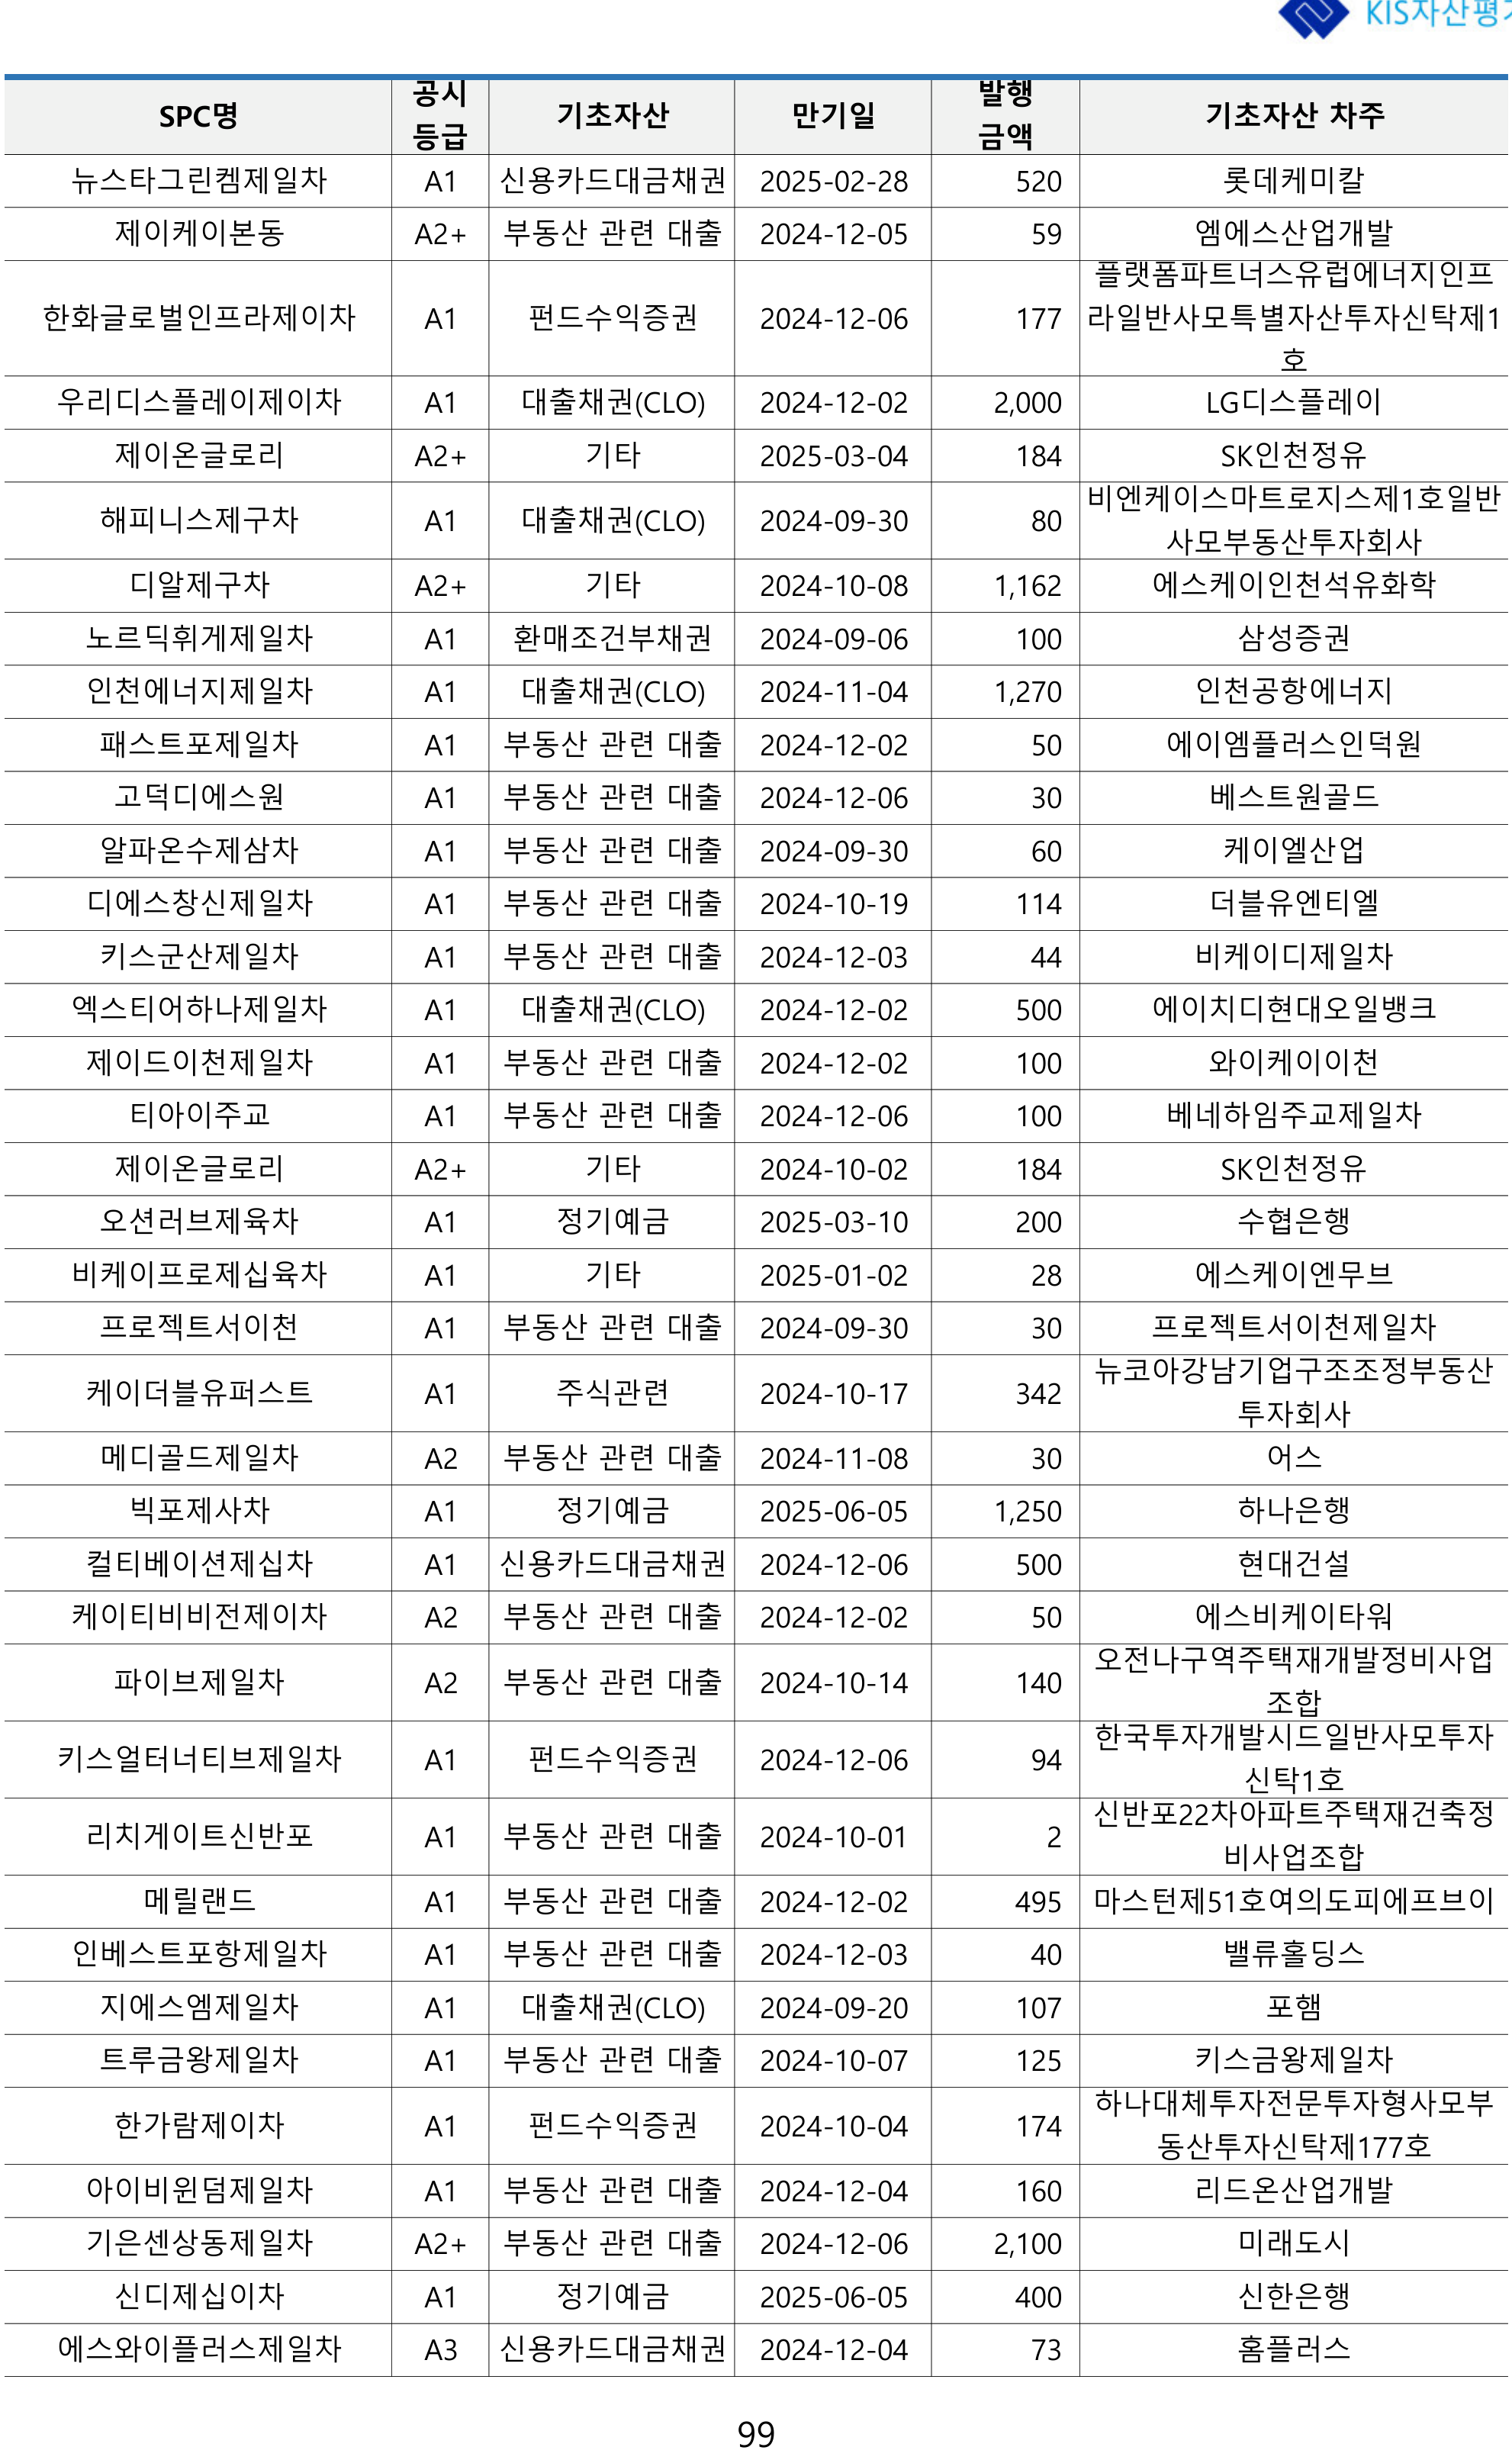 KIS자산평가
SPC명 공시 등급 기초자산 만기일 발행 금액 기초자산 차주
뉴스타그린켐제일차 A1 신용카드대금채권 2025-02-28 520 롯데케미칼
제이케이본동 A2+ 부동산 관련 대출 2024-12-05 59 엠에스산업개발
한화글로벌인프라제이차 A1 펀드수익증권 2024-12-06 177 플랫폼파트너스유럽에너지인프
라일반사모특별자산투자신탁제1
호
우리디스플레이제이차 A1 대출채권(CLO) 2024-12-02 2,000 LG디스플레이
제이온글로리 A2+ 기타 2025-03-04 184 SK인천정유
해피니스제구차 A1 대출채권(CLO) 2024-09-30 80 비엔케이스마트로지스제1호일반
사모부동산투자회사
디알제구차 A2+ 기타 2024-10-08 1,162 에스케이인천석유화학
노르딕휘게제일차 A1 환매조건부채권 2024-09-06 100 삼성증권
인천에너지제일차 A1 대출채권(CLO) 2024-11-04 1,270 인천공항에너지
패스트포제일차 A1 부동산 관련 대출 2024-12-02 50 에이엠플러스인덕원
고덕디에스원 A1 부동산 관련 대출 2024-12-06 30 베스트원골드
알파온수제삼차 A1 부동산 관련 대출 2024-09-30 60 케이엘산업
디에스창신제일차 A1 부동산 관련 대출 2024-10-19 114 더블유엔티엘
키스군산제일차 A1 부동산 관련 대출 2024-12-03 44 비케이디제일차
엑스티어하나제일차 A1 대출채권(CLO) 2024-12-02 500 에이치디현대오일뱅크
제이드이천제일차 A1 부동산 관련 대출 2024-12-02 100 와이케이이천
티아이주교 A1 부동산 관련 대출 2024-12-06 100 베네하임주교제일차
제이온글로리 A2+ 기타 2024-10-02 184 SK인천정유
오션러브제육차 A1 정기예금 2025-03-10 200 수협은행
비케이프로제십육차 A1 기타 2025-01-02 28 에스케이엔무브
프로젝트서이천 A1 부동산 관련 대출 2024-09-30 30 프로젝트서이천제일차
케이더블유퍼스트 A1 주식관련 2024-10-17 342 뉴코아강남기업구조조정부동산
투자회사
메디골드제일차 A2 부동산 관련 대출 2024-11-08 30 어스
빅포제사차 A1 정기예금 2025-06-05 1,250 하나은행
컬티베이션제십차 A1 신용카드대금채권 2024-12-06 500 현대건설
케이티비비전제이차 A2 부동산 관련 대출 2024-12-02 50 에스비케이타워
파이브제일차 A2 부동산 관련 대출 2024-10-14 140 오전나구역주택재개발정비사업
조합
키스얼터너티브제일차 A1 펀드수익증권 2024-12-06 94 한국투자개발시드일반사모투자
신탁1호
리치게이트신반포 A1 부동산 관련 대출 2024-10-01 2 신반포22차아파트주택재건축정
비사업조합
메릴랜드 A1 부동산 관련 대출 2024-12-02 495 마스턴제51호여의도피에프브이
인베스트포항제일차 A1 부동산 관련 대출 2024-12-03 40 밸류홀딩스
지에스엠제일차 A1 대출채권(CLO) 2024-09-20 107 포햄
트루금왕제일차 A1 부동산 관련 대출 2024-10-07 125 키스금왕제일차
한가람제이차 A1 펀드수익증권 2024-10-04 174 하나대체투자전문투자형사모부
동산투자신탁제177호
아이비윈덤제일차 A1 부동산 관련 대출 2024-12-04 160 리드온산업개발
기은센상동제일차 A2+ 부동산 관련 대출 2024-12-06 2,100 미래도시
신디제십이차 A1 정기예금 2025-06-05 400 신한은행
에스와이플러스제일차 A3 신용카드대금채권 2024-12-04 73 홈플러스
99